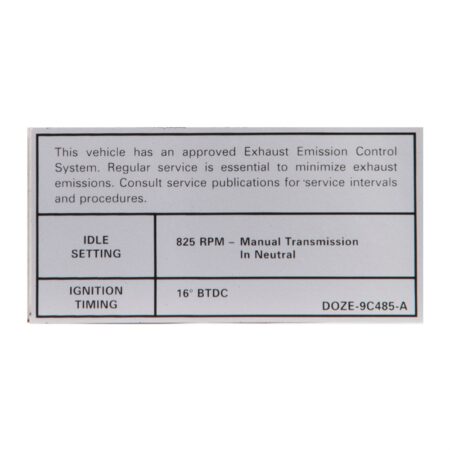 This vehicle has an approved Exhaust Emission Control
System. Regular service is essential to minimize exhaust
emissions. Consult service publications for service intervals
and procedures.
IDLE
SETTING
825 RPM – Manual Transmission
In Neutral
IGNITION
TIMING
16° BTDC
DOZE-9C485-A